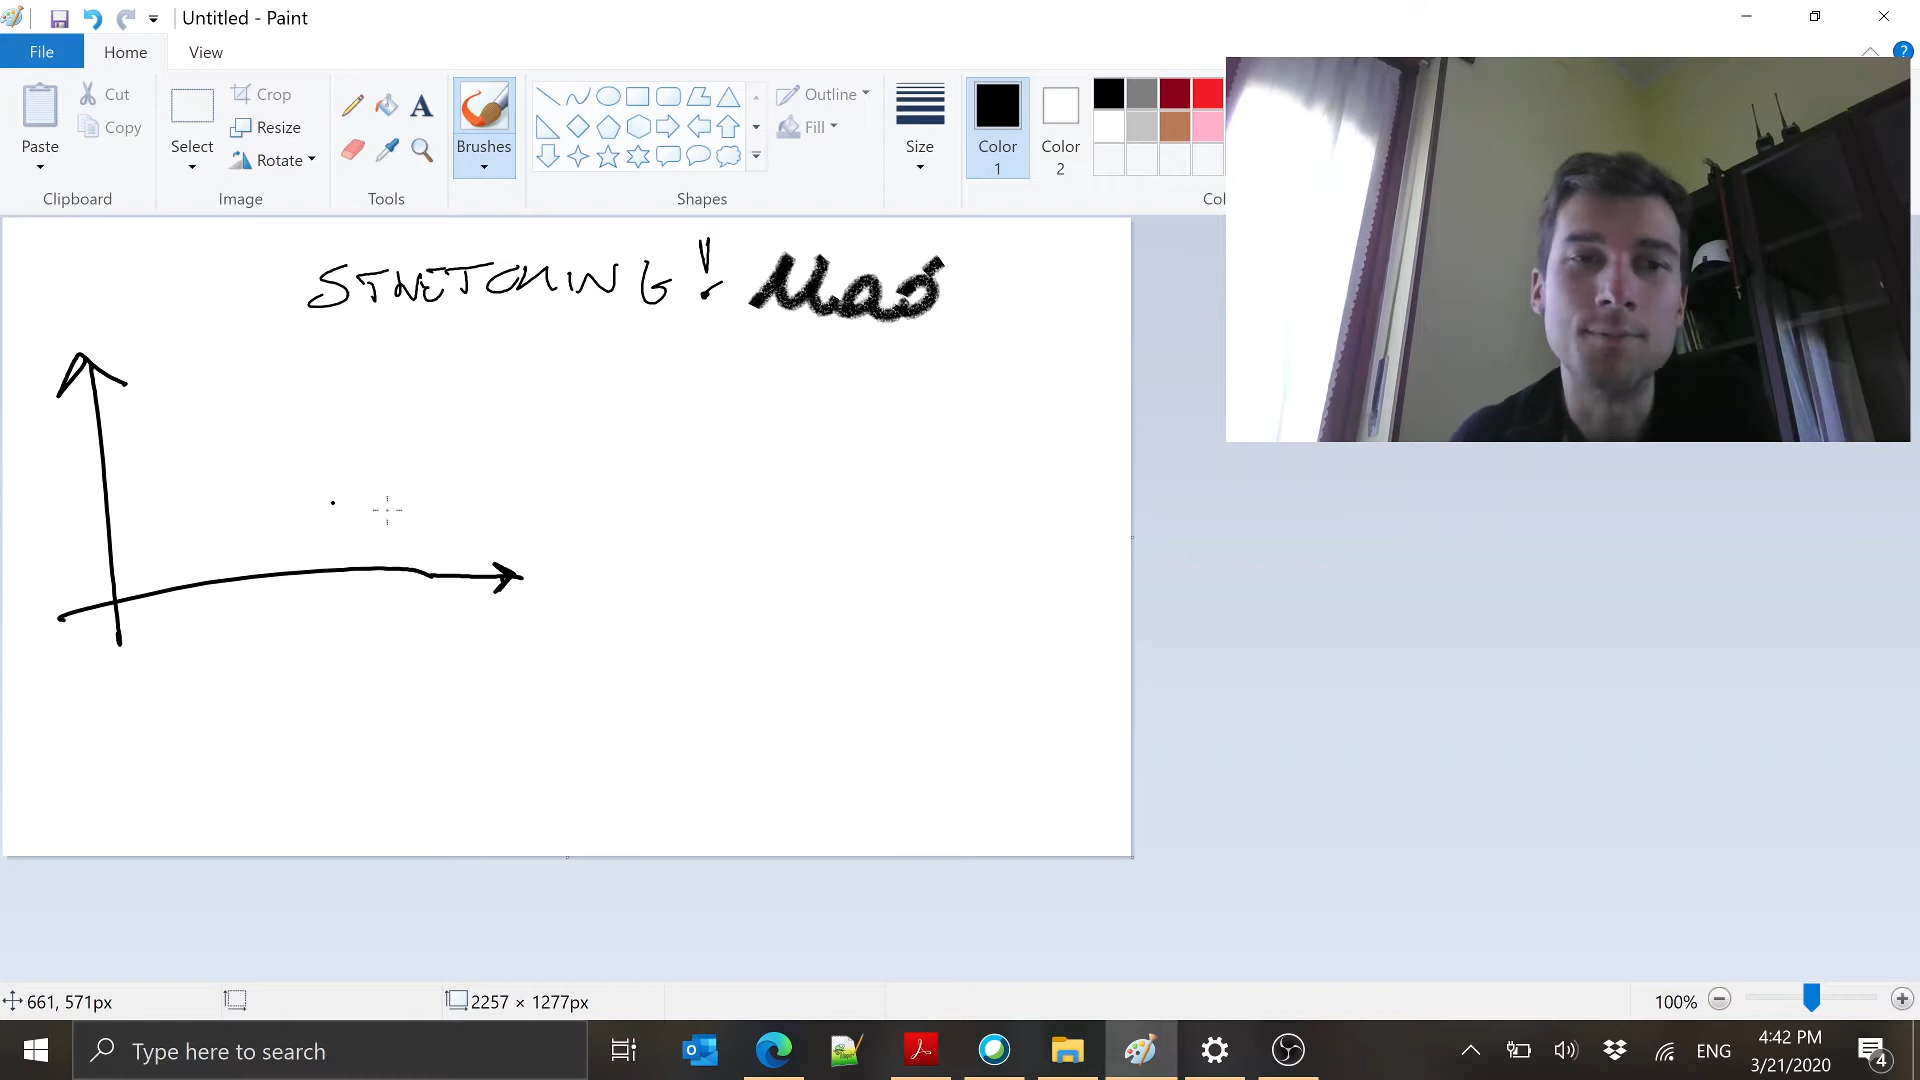 Untitled - Paint
File Home View
Paste
Cut
Copy
Clipboard
Select
Crop
Resize
Rotate
Image
A
Tools
Brushes
Shapes
Outline
Fill
Size
Color 1
Color 2
Col
STRETCHING!
661, 571px
2257 × 1277px
100%
Type here to search
ENG
4:42 PM
3/21/2020
4